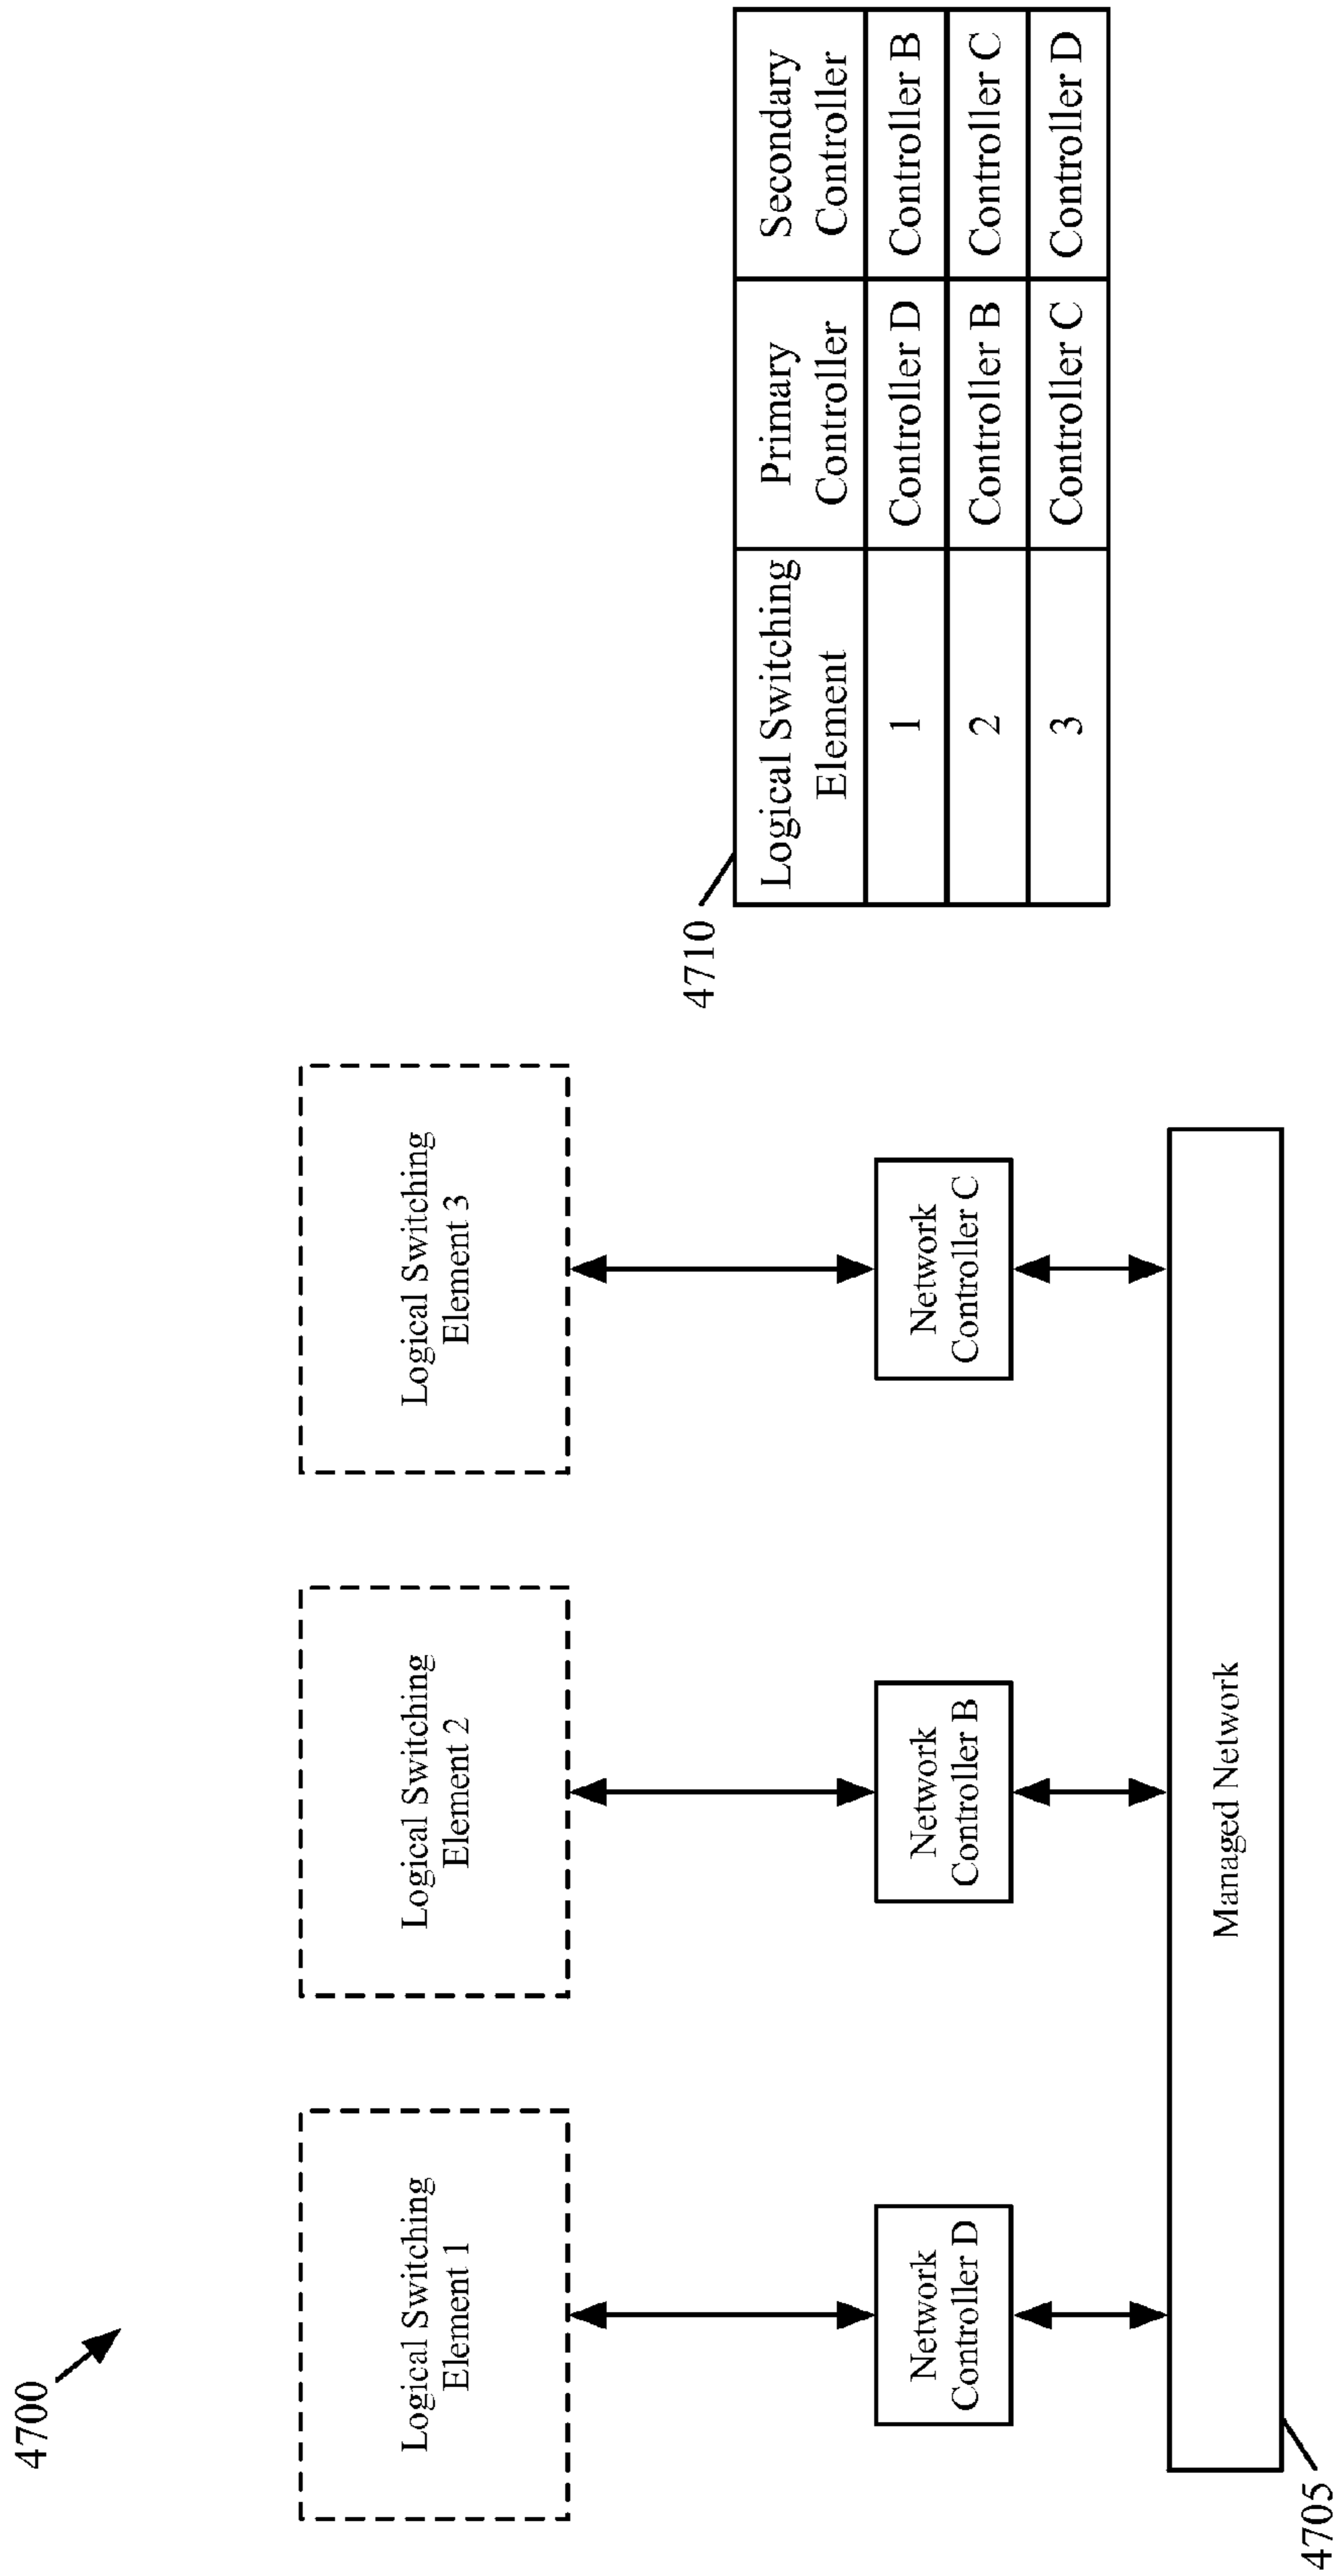 4700
Logical Switching
Element 1
Logical Switching
Element 2
Logical Switching
Element 3
Network
Controller D
Network
Controller B
Network
Controller C
Managed Network
4705
4710
Logical Switching
Element
Primary
Controller
Secondary
Controller
1 Controller D Controller B
2 Controller B Controller C
3 Controller C Controller D